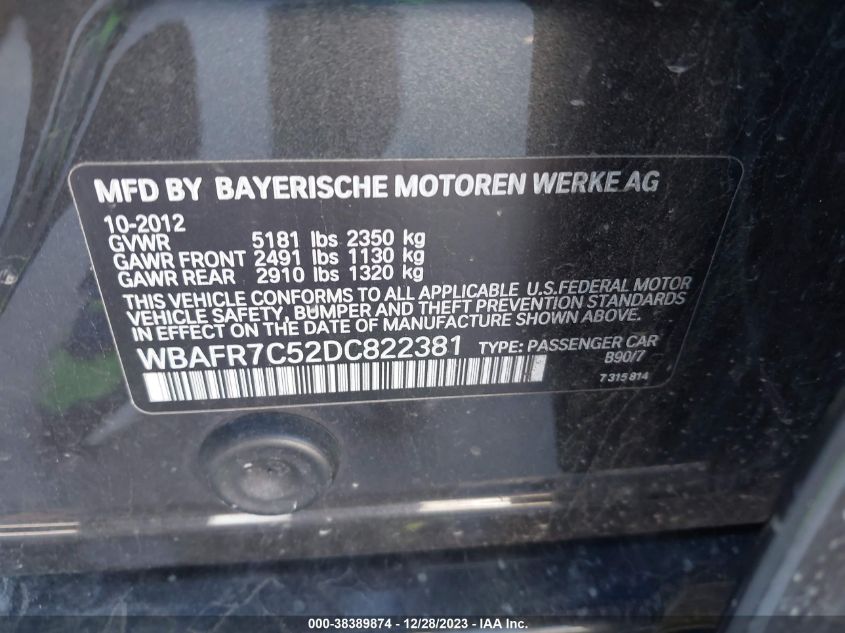 MFD BY BAYERISCHE MOTOREN WERKE AG
10-2012
GVWR 5181 lbs 2350 kg
GAWR FRONT 2491 lbs 1130 kg
GAWR REAR 2910 lbs 1320 kg
THIS VEHICLE CONFORMS TO ALL APPLICABLE U.S.FEDERAL MOTOR
VEHICLE SAFETY, BUMPER AND THEFT PREVENTION STANDARDS
IN EFFECT ON THE DATE OF MANUFACTURE SHOWN ABOVE.
WBAFR7C52DC822381 TYPE: PASSENGER CAR
B90/7
7 315 814
000-38389874 - 12/28/2023 - IAA Inc.